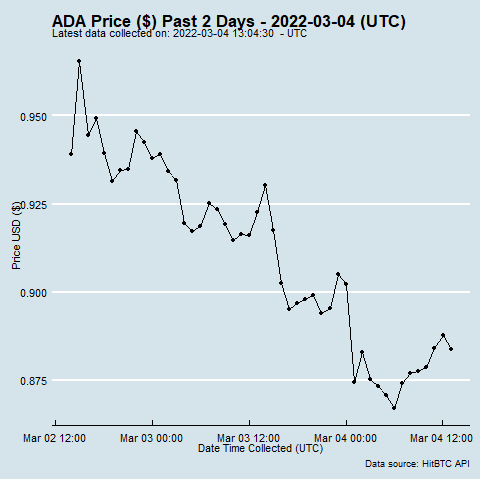 ADA Price ($) Past 2 Days - 2022-03-04 (UTC)
Latest data collected on: 2022-03-04 13:04:30  - UTC
0.950
0.925
Price USD ($)
0.900
0.875
Mar 02 12:00 Mar 03 00:00 Mar 03 12:00 Mar 04 00:00 Mar 04 12:00
Date Time Collected (UTC)
Data source: HitBTC API